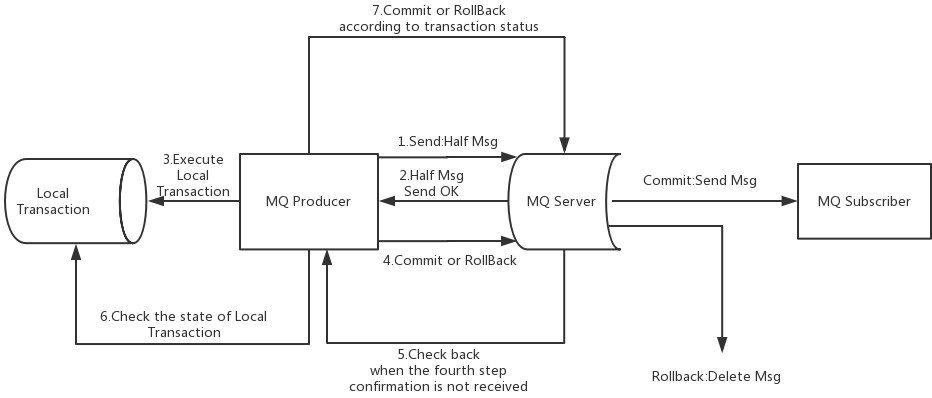 7.Commit or RollBack
according to transaction status
1.Send:Half Msg
3.Execute
Local
Transaction
2.Half Msg
Send OK
Commit:Send Msg
Local
Transaction
MQ Producer
MQ Server
MQ Subscriber
4.Commit or RollBack
6.Check the state of Local
Transaction
5.Check back
when the fourth step
confirmation is not received
Rollback:Delete Msg